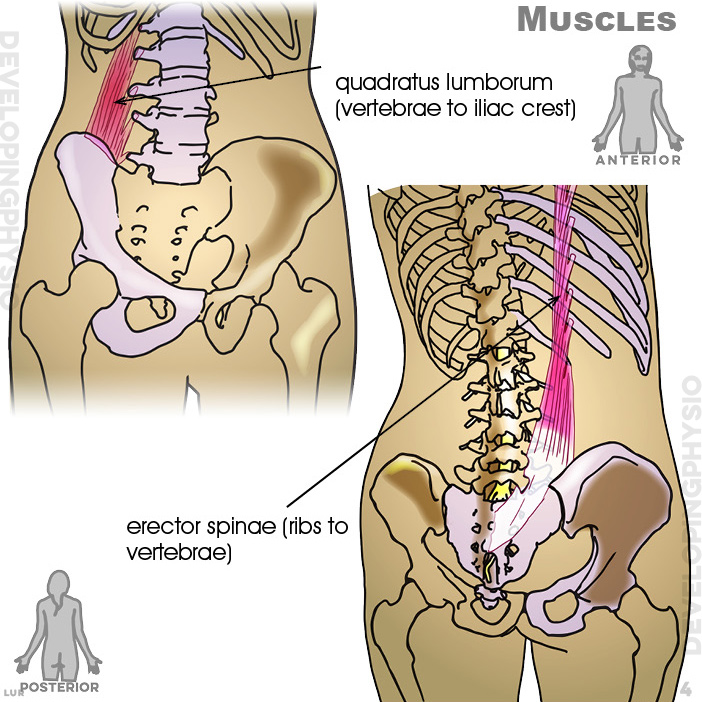 MUSCLES
quadratus lumborum
(vertebrae to iliac crest)
ANTERIOR
erector spinae (ribs to
vertebrae)
POSTERIOR
DEVELOPINGPHYSIO
DEVELOPINGPHYSIO
LUR
4